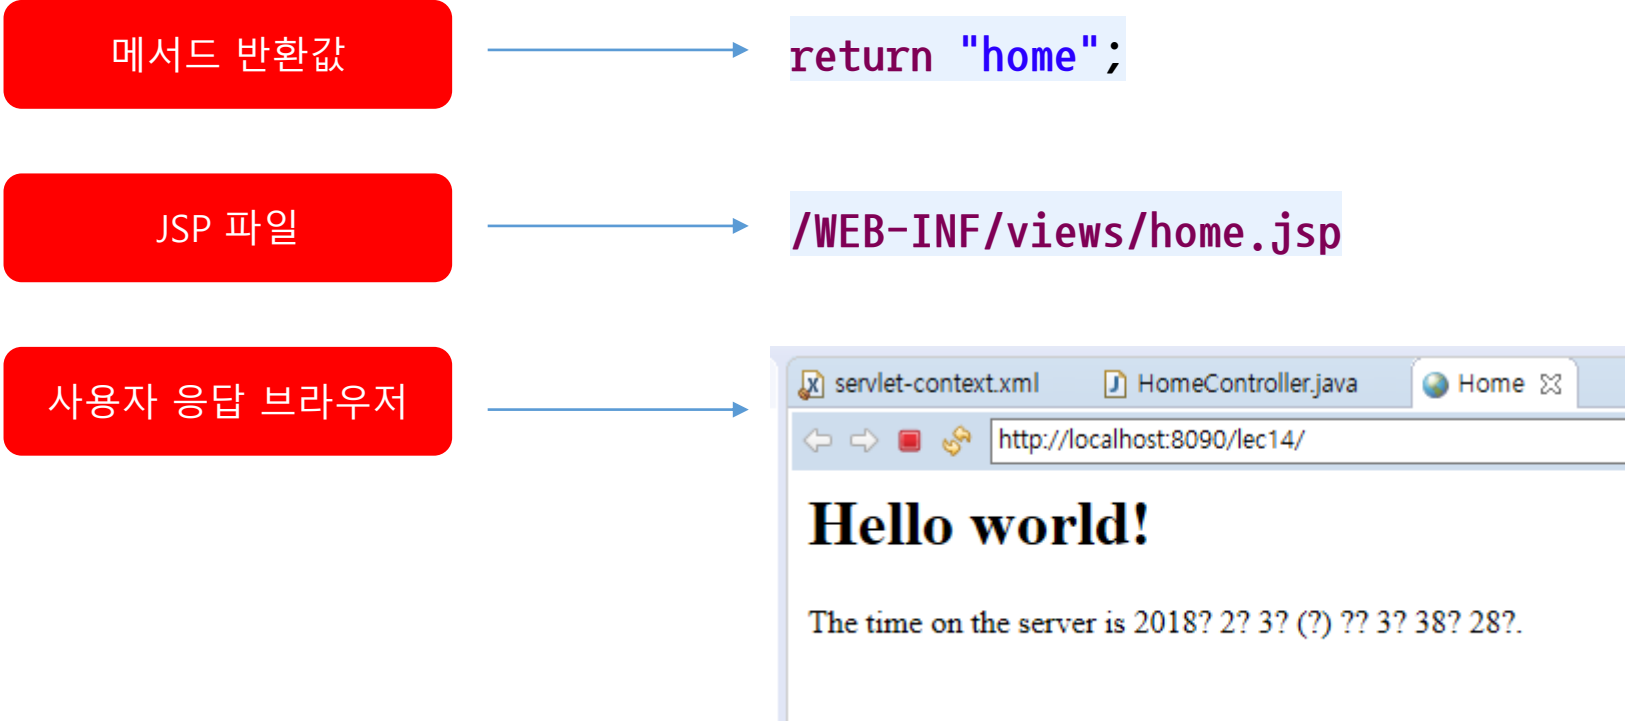 메서드 반환값
return "home";
JSP 파일
/WEB-INF/views/home.jsp
사용자 응답 브라우저
servlet-context.xml HomeController.java Home
http://localhost:8090/lec14/
Hello world!
The time on the server is 2018? 2? 3? (?) ?? 3? 38? 28?.